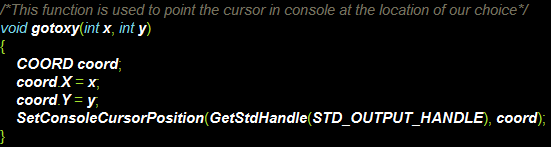 /*This function is used to point the cursor in console at the location of our choice*/
void gotoxy(int x, int y)
{
COORD coord;
coord.X = x;
coord.Y = y;
SetConsoleCursorPosition(GetStdHandle(STD_OUTPUT_HANDLE), coord);
}